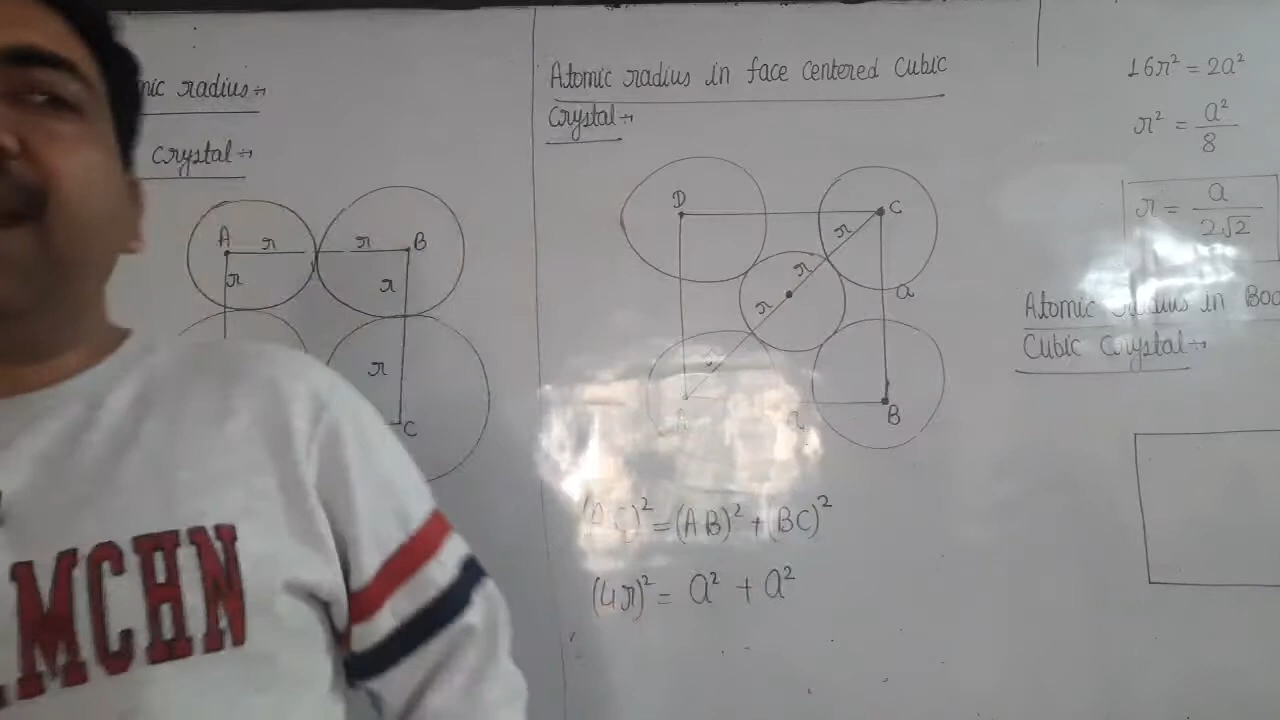 nic radius→
crystal→
A r r B
r r
r
C
Atomic radius in face centered cubic
crystal→
D C
r
r
r a
r
A a B
(AC)² = (AB)² + (BC)²
(4r)² = a² + a²
16r² = 2a²
r² = a²/8
r = a/2√2
Atomic radius in Bo
Cubic Crystal→
MCHN